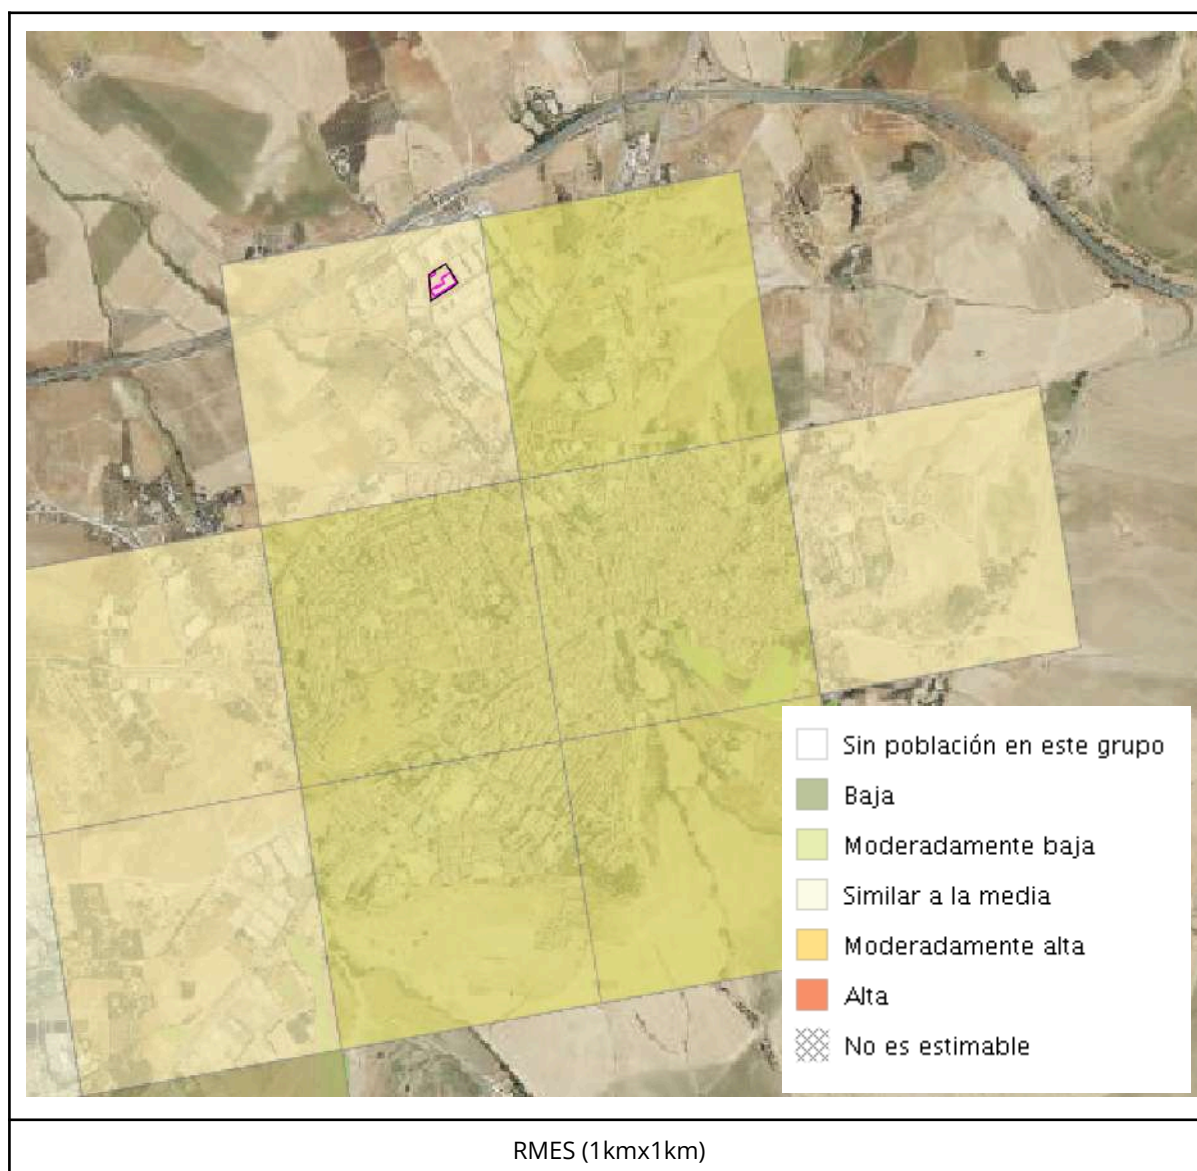 Sin población en este grupo
Baja
Moderadamente baja
Similar a la media
Moderadamente alta
Alta
No es estimable
RMES (1kmx1km)